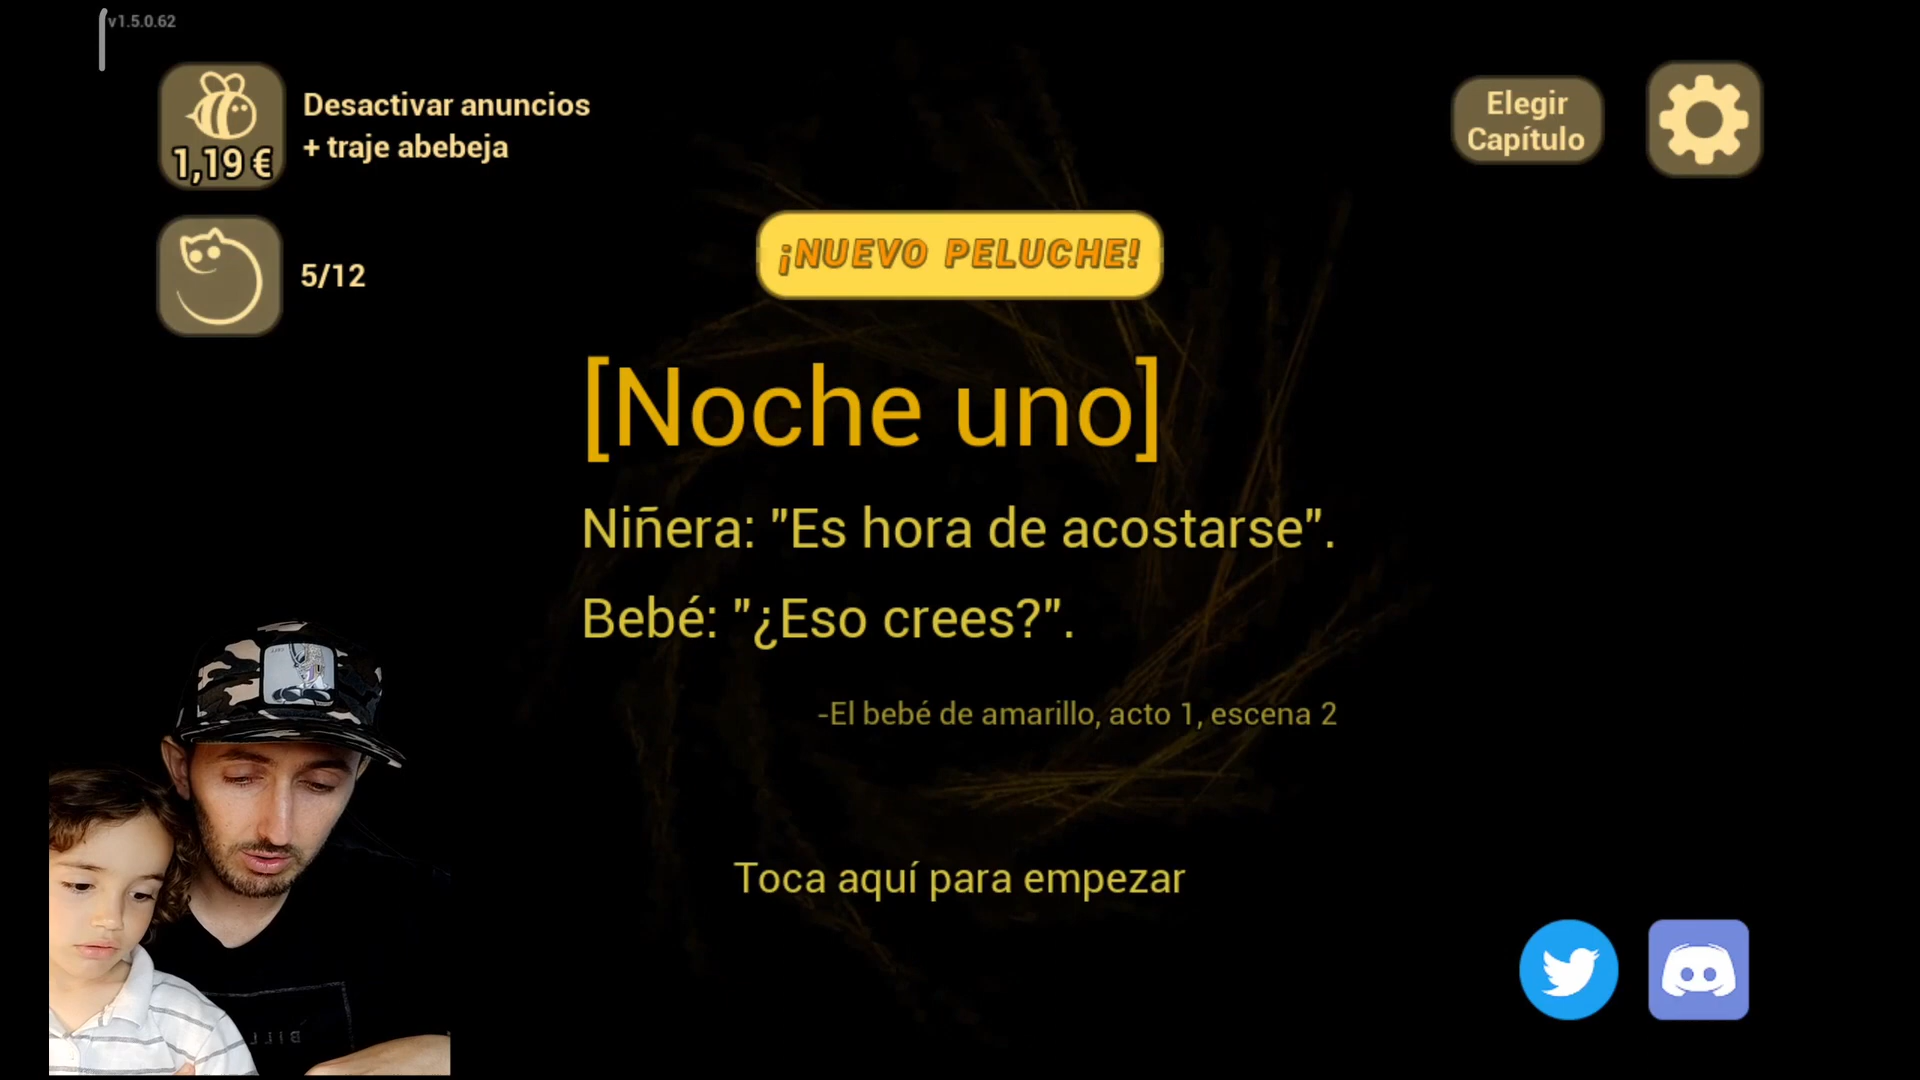 v1.5.0.62
Desactivar anuncios
+ traje abebeja
1,19 €
5/12
Elegir
Capítulo
¡NUEVO PELUCHE!
[Noche uno]
Niñera: "Es hora de acostarse".
Bebé: "¿Eso crees?".
-El bebé de amarillo, acto 1, escena 2
Toca aquí para empezar